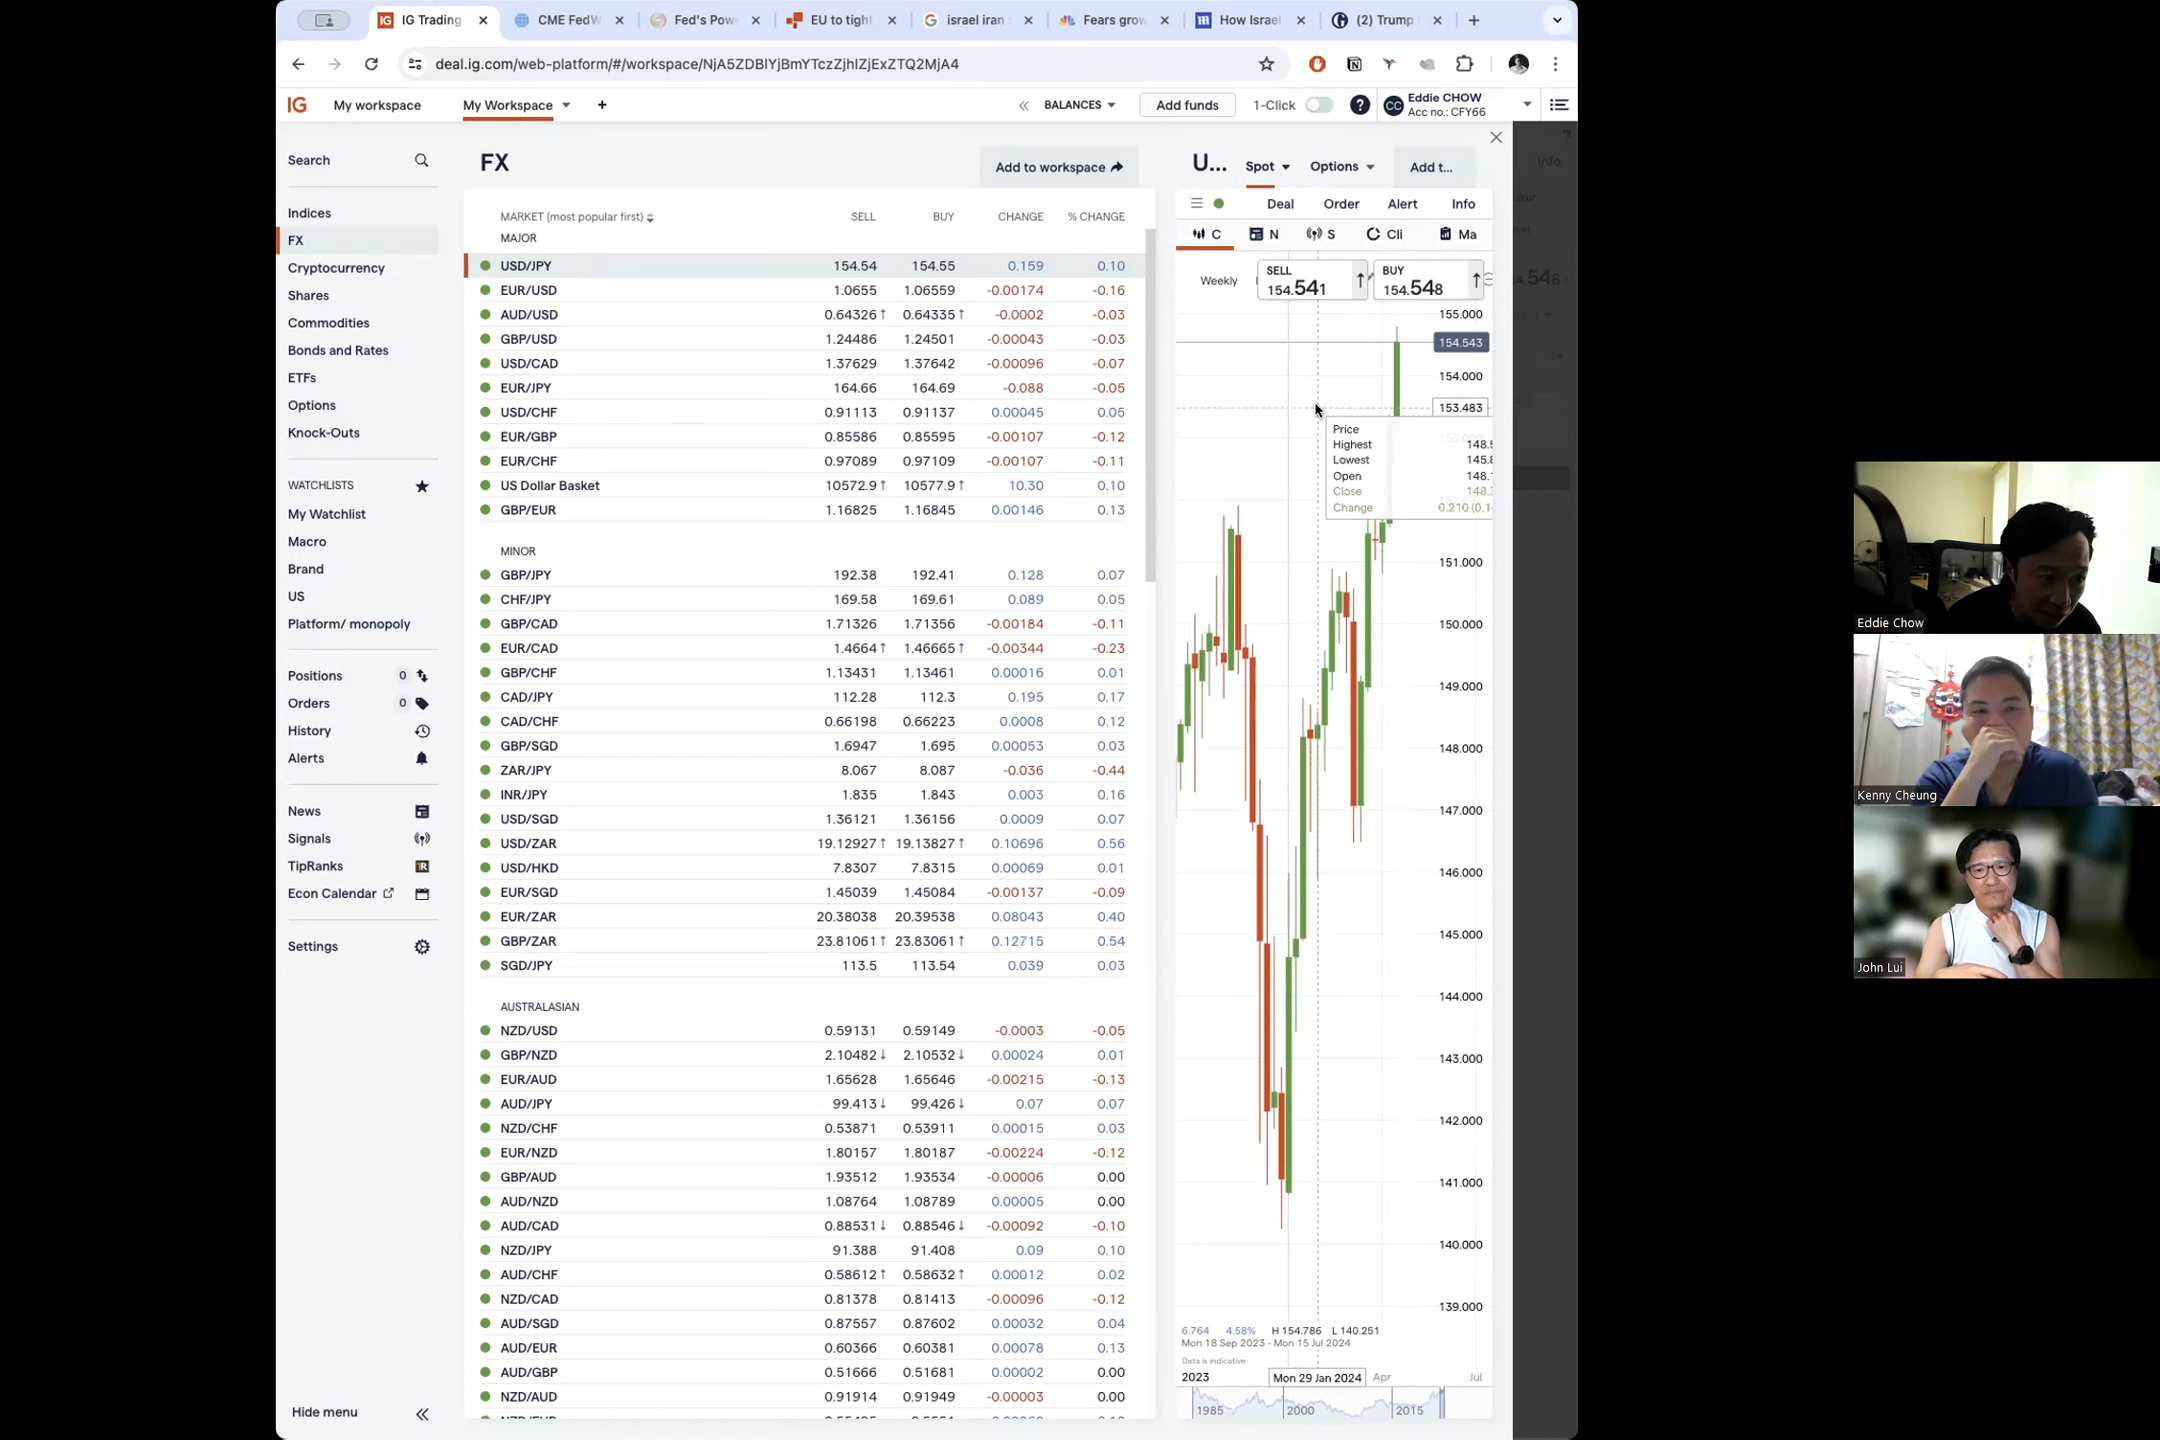 IG Trading
CME FedW
Fed's Powe
EU to tight
israel iran
Fears grow
How Israel
(2) Trump
deal.ig.com/web-platform/#/workspace/NjA5ZDBlYjBmYTczZjhlZjExZTQ2MjA4
IG My workspace My Workspace BALANCES Add funds 1-Click CC Eddie CHOW
Acc no.: CFY66
Search
Indices
FX
Cryptocurrency
Shares
Commodities
Bonds and Rates
ETFs
Options
Knock-Outs
WATCHLISTS
My Watchlist
Macro
Brand
US
Platform/ monopoly
Positions 0
Orders 0
History
Alerts
News
Signals
TipRanks
Econ Calendar
Settings
Hide menu
FX Add to workspace
MARKET (most popular first) SELL BUY CHANGE % CHANGE
MAJOR
USD/JPY 154.54 154.55 0.159 0.10
EUR/USD 1.0655 1.06559 -0.00174 -0.16
AUD/USD 0.64326↑ 0.64335↑ -0.0002 -0.03
GBP/USD 1.24486 1.24501 -0.00043 -0.03
USD/CAD 1.37629 1.37642 -0.00096 -0.07
EUR/JPY 164.66 164.69 -0.088 -0.05
USD/CHF 0.91113 0.91137 0.00045 0.05
EUR/GBP 0.85586 0.85595 -0.00107 -0.12
EUR/CHF 0.97089 0.97109 -0.00107 -0.11
US Dollar Basket 10572.9↑ 10577.9↑ 10.30 0.10
GBP/EUR 1.16825 1.16845 0.00146 0.13
MINOR
GBP/JPY 192.38 192.41 0.128 0.07
CHF/JPY 169.58 169.61 0.089 0.05
GBP/CAD 1.71326 1.71356 -0.00184 -0.11
EUR/CAD 1.4664↑ 1.46665↑ -0.00344 -0.23
GBP/CHF 1.13431 1.13461 0.00016 0.01
CAD/JPY 112.28 112.3 0.195 0.17
CAD/CHF 0.66198 0.66223 0.0008 0.12
GBP/SGD 1.6947 1.695 0.00053 0.03
ZAR/JPY 8.067 8.087 -0.036 -0.44
INR/JPY 1.835 1.843 0.003 0.16
USD/SGD 1.36121 1.36156 0.0009 0.07
USD/ZAR 19.12927↑ 19.13827↑ 0.10696 0.56
USD/HKD 7.8307 7.8315 0.00069 0.01
EUR/SGD 1.45039 1.45084 -0.00137 -0.09
EUR/ZAR 20.38038 20.39538 0.08043 0.40
GBP/ZAR 23.81061↑ 23.83061↑ 0.12715 0.54
SGD/JPY 113.5 113.54 0.039 0.03
AUSTRALASIAN
NZD/USD 0.59131 0.59149 -0.0003 -0.05
GBP/NZD 2.10482↓ 2.10532↓ 0.00024 0.01
EUR/AUD 1.65628 1.65646 -0.00215 -0.13
AUD/JPY 99.413↓ 99.426↓ 0.07 0.07
NZD/CHF 0.53871 0.53911 0.00015 0.03
EUR/NZD 1.80157 1.80187 -0.00224 -0.12
GBP/AUD 1.93512 1.93534 -0.00006 0.00
AUD/NZD 1.08764 1.08789 0.00005 0.00
AUD/CAD 0.88531↓ 0.88546↓ -0.00092 -0.10
NZD/JPY 91.388 91.408 0.09 0.10
AUD/CHF 0.58612↑ 0.58632↑ 0.00012 0.02
NZD/CAD 0.81378 0.81413 -0.00096 -0.12
AUD/SGD 0.87557 0.87602 0.00032 0.04
AUD/EUR 0.60366 0.60381 0.00078 0.13
AUD/GBP 0.51666 0.51681 0.00002 0.00
NZD/AUD 0.91914 0.91949 -0.00003 0.00
U... Spot Options Add t...
Deal Order Alert Info
C N S Cli Ma
Weekly
SELL 154.541
BUY 154.548
155.000
154.543
154.000
153.483
Price
Highest 148.5
Lowest 145.8
Open 148.1
Close 148.3
Change 0.210 (0.1
151.000
150.000
149.000
148.000
147.000
146.000
145.000
144.000
143.000
142.000
141.000
140.000
139.000
6.764 4.58% H 154.786 L 140.251
Mon 18 Sep 2023 - Mon 15 Jul 2024
Data is indicative
2023 Mon 29 Jan 2024 Apr Jul
1985 2000 2015
Info
Eddie Chow
Kenny Cheung
John Lui